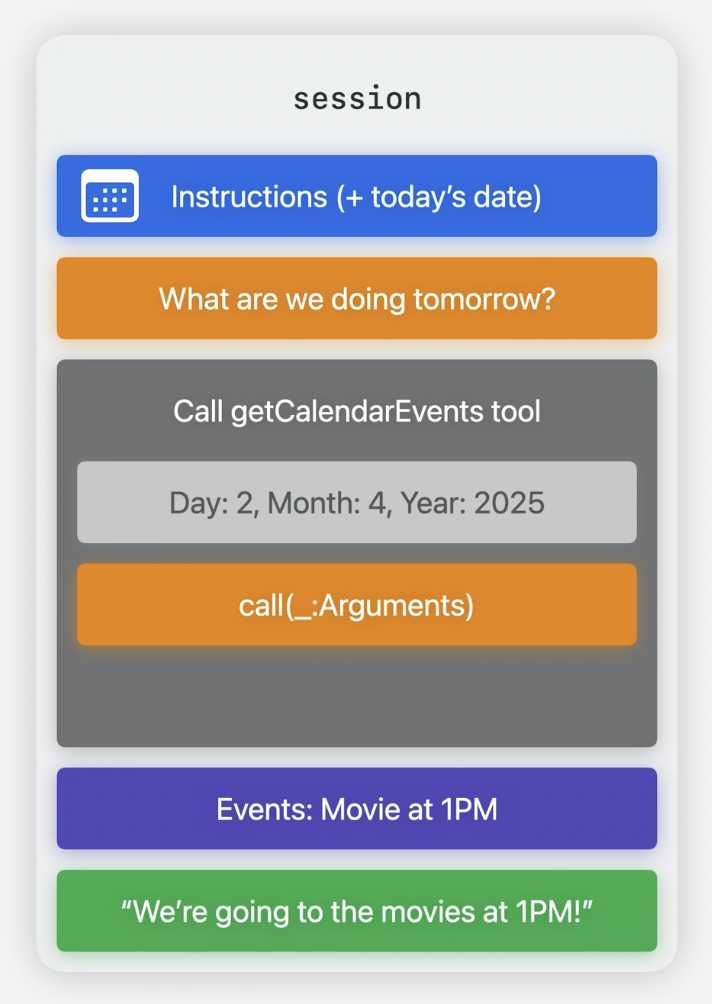 session
Instructions (+ today’s date)
What are we doing tomorrow?
Call getCalendarEvents tool
Day: 2, Month: 4, Year: 2025
call(_:Arguments)
Events: Movie at 1PM
“We’re going to the movies at 1PM!”